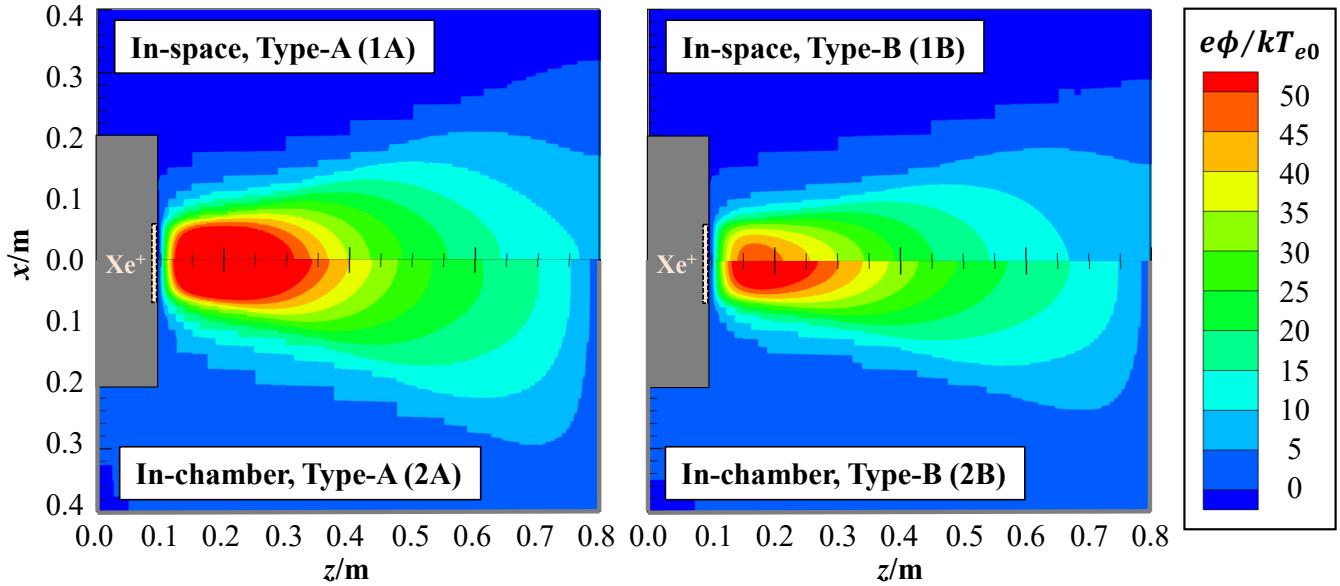 In-space, Type-A (1A)
In-space, Type-B (1B)
In-chamber, Type-A (2A)
In-chamber, Type-B (2B)
Xe⁺
Xe⁺
x/m
0.4
0.3
0.2
0.1
0.0
0.1
0.2
0.3
0.4
0.0 0.1 0.2 0.3 0.4 0.5 0.6 0.7 0.8
z/m
0.0 0.1 0.2 0.3 0.4 0.5 0.6 0.7 0.8
z/m
eϕ/kTₑ₀
50
45
40
35
30
25
20
15
10
5
0